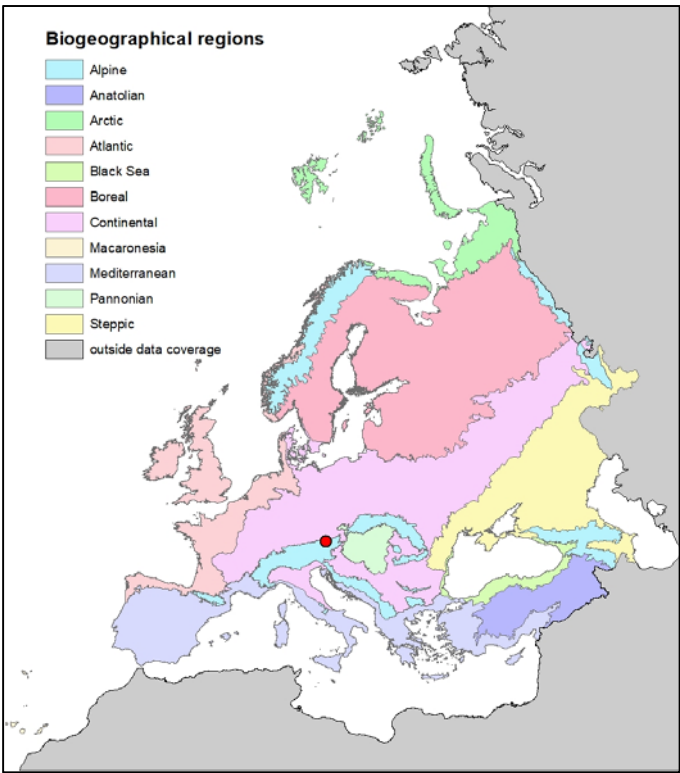 Biogeographical regions
Alpine
Anatolian
Arctic
Atlantic
Black Sea
Boreal
Continental
Macaronesia
Mediterranean
Pannonian
Steppic
outside data coverage